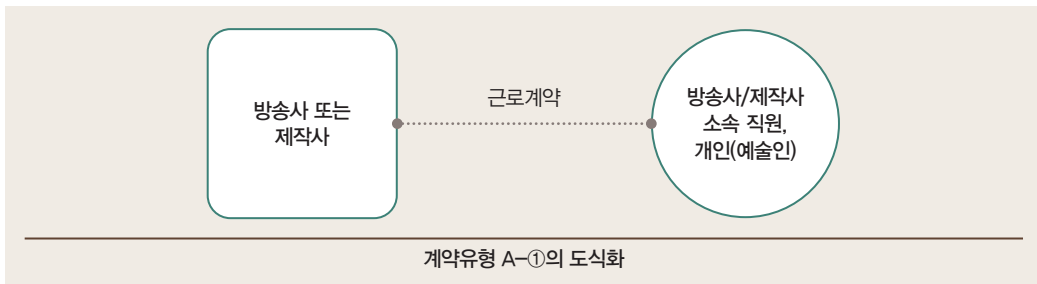 방송사 또는
제작사
근로계약
방송사/제작사
소속 직원,
개인(예술인)
계약유형 A-①의 도식화